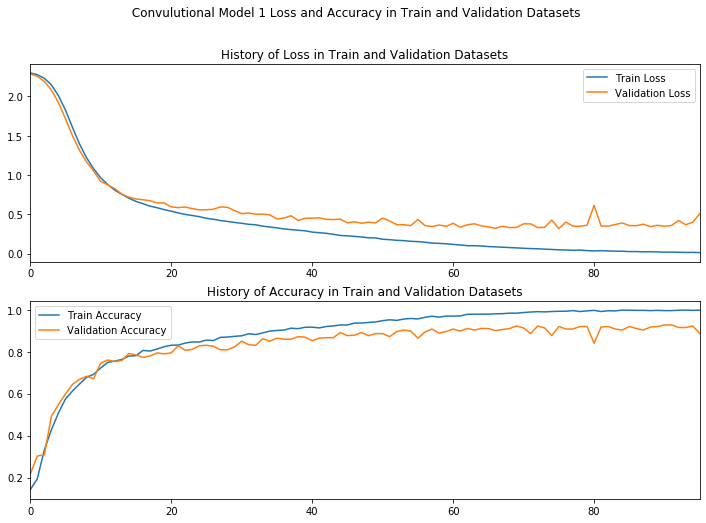 Convulutional Model 1 Loss and Accuracy in Train and Validation Datasets
History of Loss in Train and Validation Datasets
Train Loss
Validation Loss
2.0
1.5
1.0
0.5
0.0
0 20 40 60 80
History of Accuracy in Train and Validation Datasets
Train Accuracy
Validation Accuracy
1.0
0.8
0.6
0.4
0.2
0 20 40 60 80